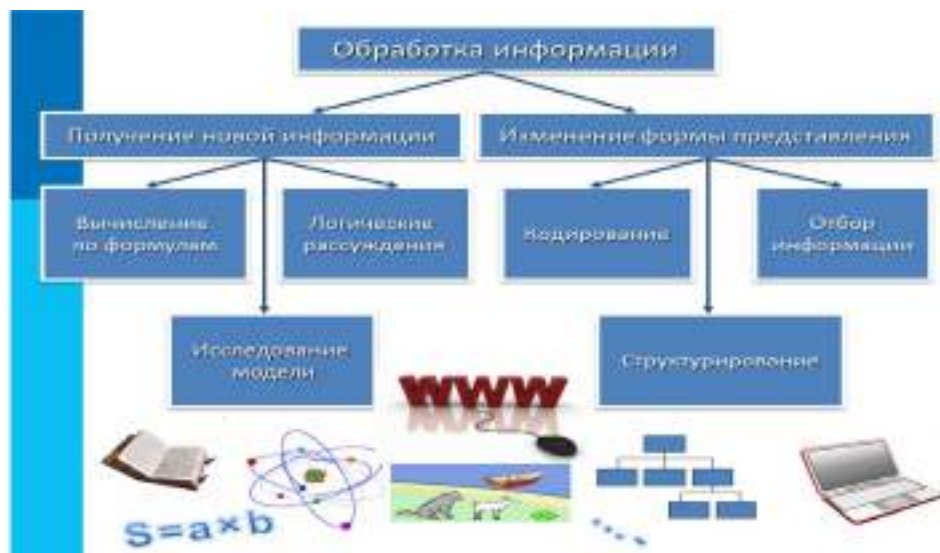 Обработка информации
Получение новой информации
Изменение формы представления
Вычисление
по формулам
Логические
рассуждения
Кодирование
Отбор
информации
Исследование
модели
Структурирование
www
S=a×b